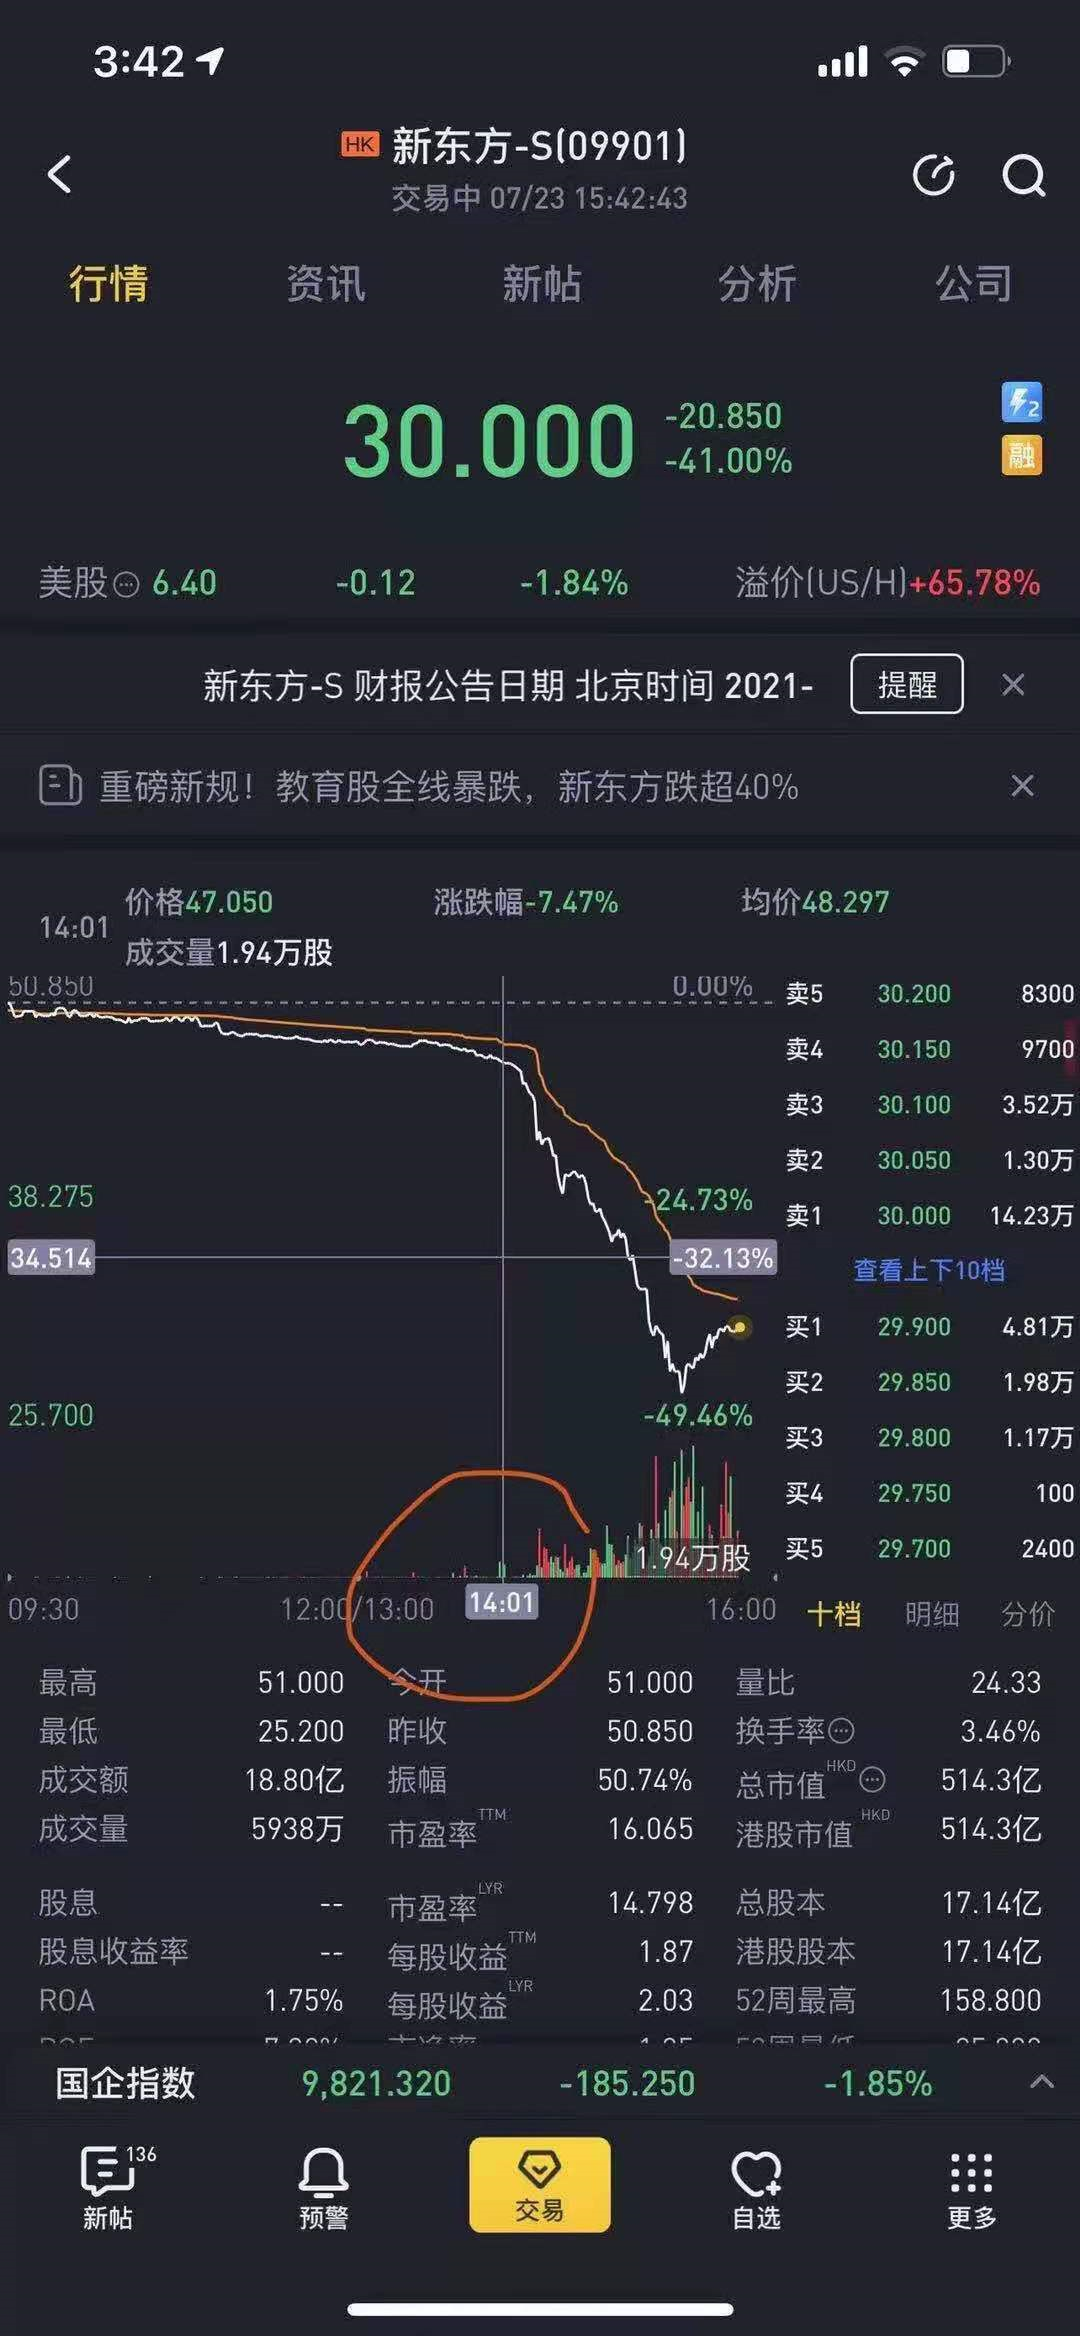 3:42
HK 新东方-S(09901)
交易中 07/23 15:42:43
行情 资讯 新帖 分析 公司
30.000 -20.850
-41.00%
2
融
美股 6.40 -0.12 -1.84% 溢价(US/H)+65.78%
新东方-S 财报公告日期 北京时间 2021- 提醒
重磅新规！教育股全线暴跌，新东方跌超40%
14:01 价格47.050 涨跌幅-7.47% 均价48.297
成交量1.94万股
50.850 0.00%
38.275 -24.73%
34.514 -32.13%
25.700 -49.46%
1.94万股
09:30 12:00/13:00 14:01 16:00
卖5 30.200 8300
卖4 30.150 9700
卖3 30.100 3.52万
卖2 30.050 1.30万
卖1 30.000 14.23万
查看上下10档
买1 29.900 4.81万
买2 29.850 1.98万
买3 29.800 1.17万
买4 29.750 100
买5 29.700 2400
十档 明细 分价
最高 51.000 今开 51.000 量比 24.33
最低 25.200 昨收 50.850 换手率 3.46%
成交额 18.80亿 振幅 50.74% 总市值HKD 514.3亿
成交量 5938万 市盈率TTM 16.065 港股市值HKD 514.3亿
股息 -- 市盈率LYR 14.798 总股本 17.14亿
股息收益率 -- 每股收益TTM 1.87 港股股本 17.14亿
ROA 1.75% 每股收益LYR 2.03 52周最高 158.800
国企指数 9,821.320 -185.250 -1.85%
136
新帖 预警 交易 自选 更多